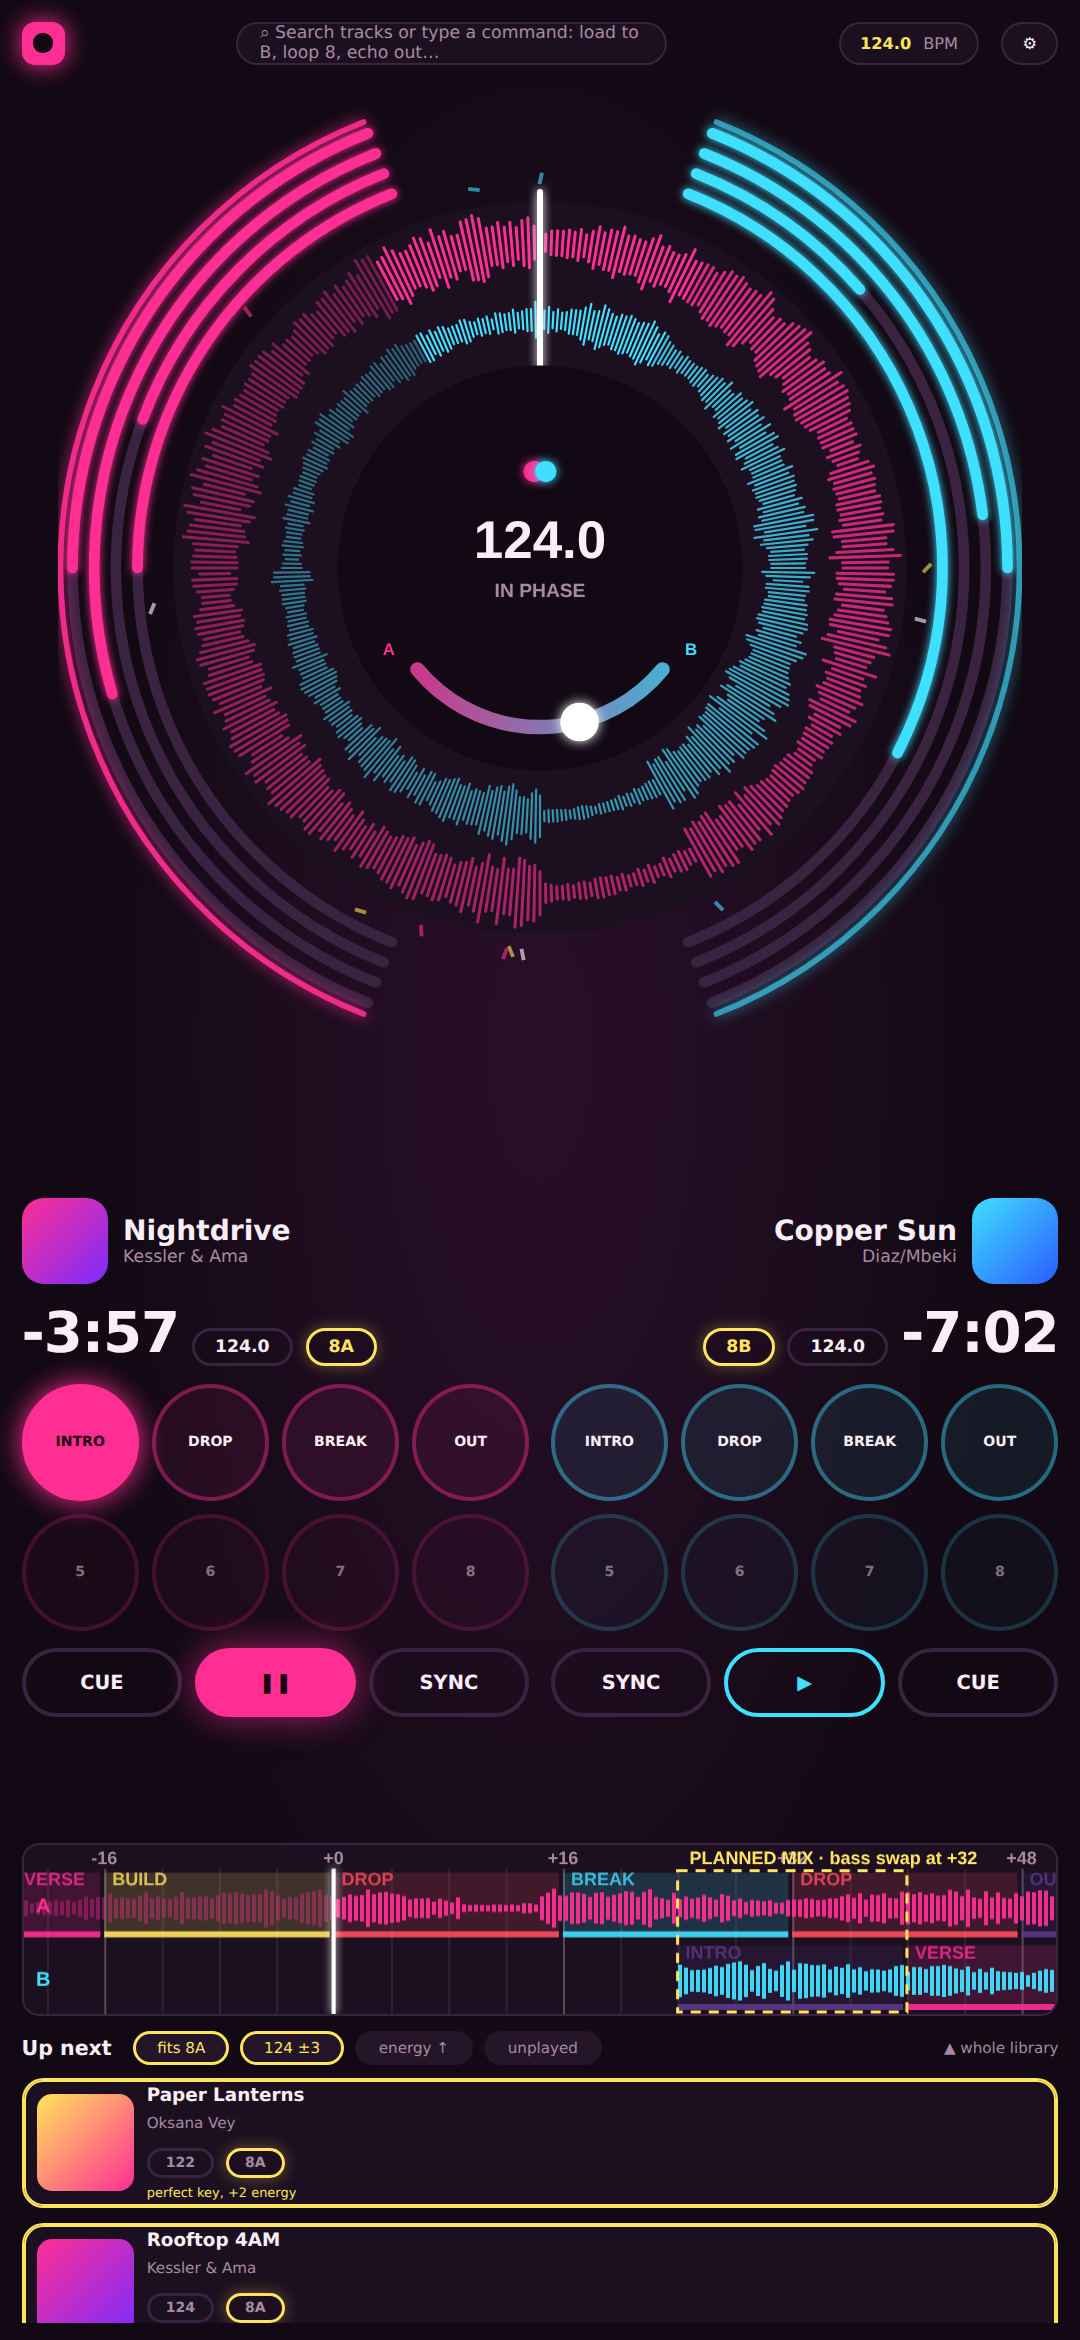 ⌕ Search tracks or type a command: load to
B, loop 8, echo out…
124.0 BPM
⚙
124.0
IN PHASE
A
B
Nightdrive
Kessler & Ama
Copper Sun
Diaz/Mbeki
-3:57 124.0 8A
8B 124.0 -7:02
INTRO DROP BREAK OUT
INTRO DROP BREAK OUT
5 6 7 8
5 6 7 8
CUE ❚❚ SYNC
SYNC ▶ CUE
-16 +0 +16 +32 +48
PLANNED MIX · bass swap at +32
VERSE BUILD DROP BREAK DROP OU
A
INTRO VERSE
B
Up next fits 8A 124 ±3 energy ↑ unplayed ▲ whole library
Paper Lanterns
Oksana Vey
122 8A
perfect key, +2 energy
Rooftop 4AM
Kessler & Ama
124 8A